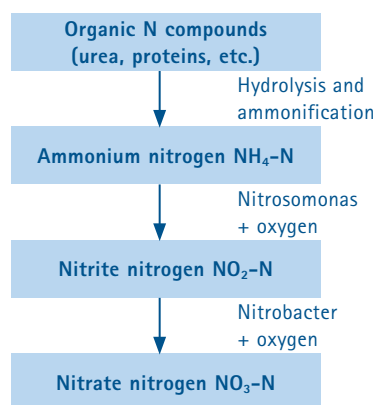 Organic N compounds
(urea, proteins, etc.)
Hydrolysis and
ammonification
Ammonium nitrogen NH₄–N
Nitrosomonas
+ oxygen
Nitrite nitrogen NO₂–N
Nitrobacter
+ oxygen
Nitrate nitrogen NO₃–N